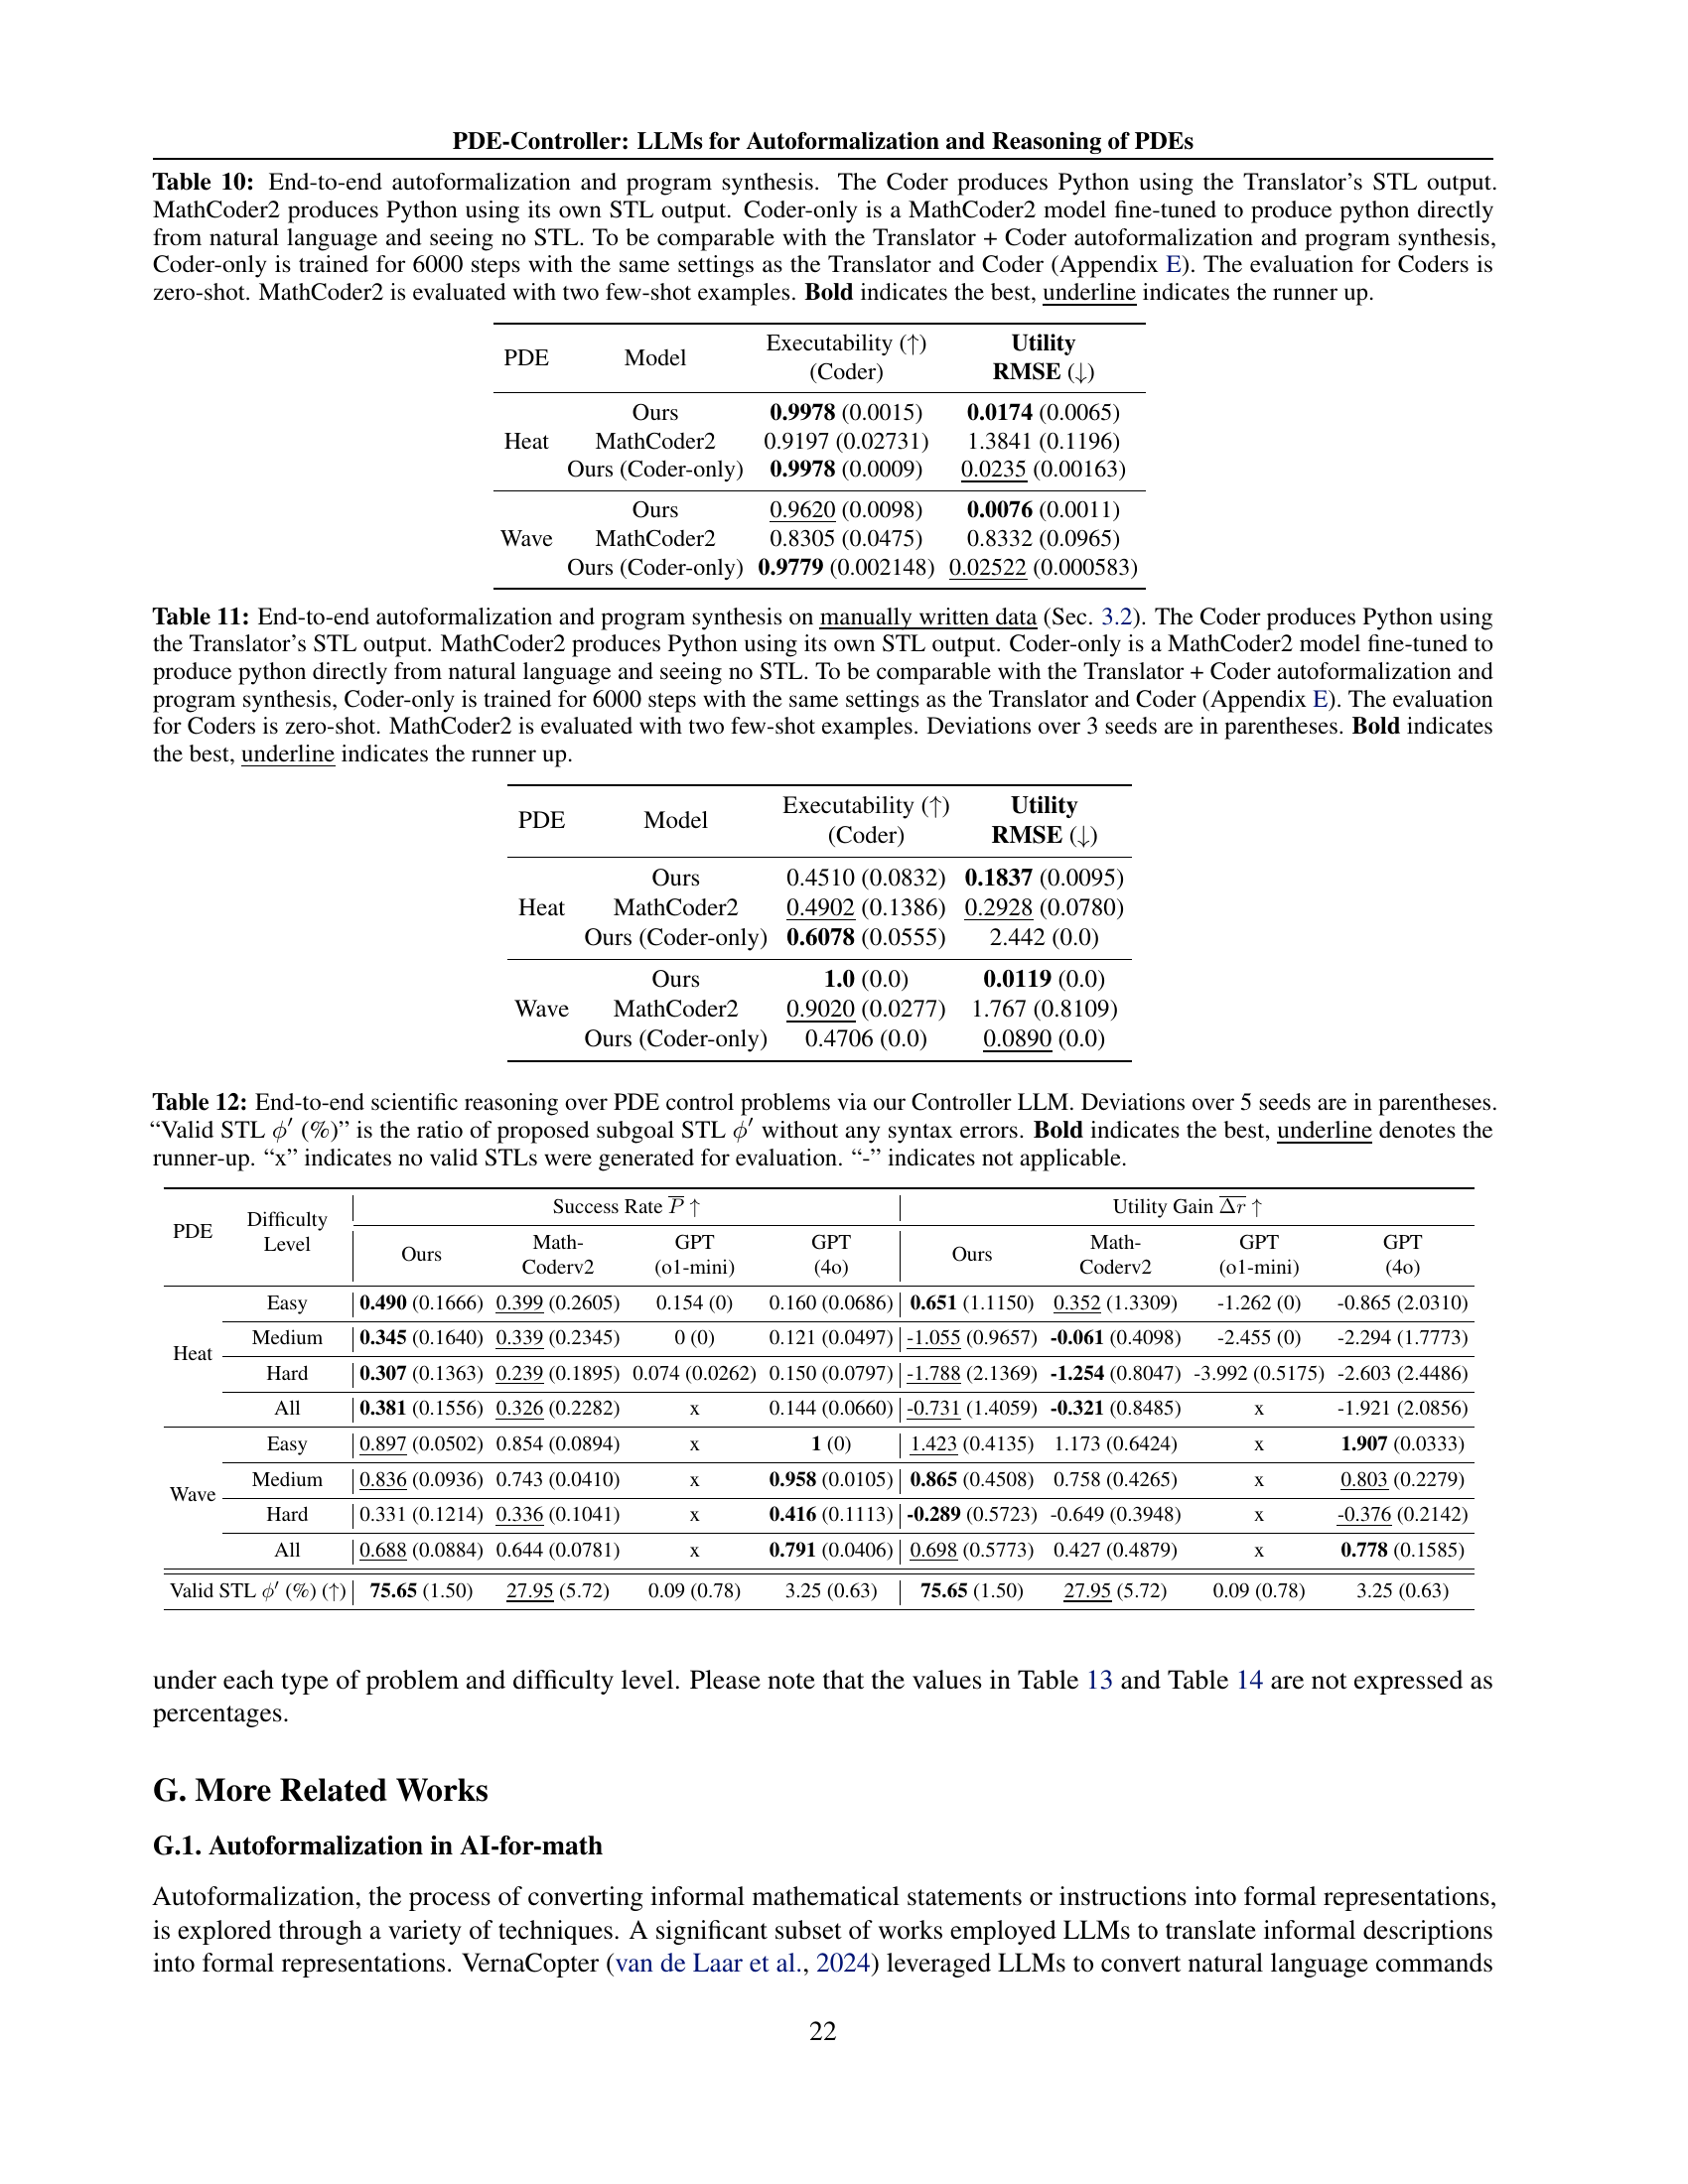 PDE-Controller: LLMs for Autoformalization and Reasoning of PDEs
Table 10: End-to-end autoformalization and program synthesis. The Coder produces Python using the Translator's STL output.
MathCoder2 produces Python using its own STL output. Coder-only is a MathCoder2 model fine-tuned to produce python directly
from natural language and seeing no STL. To be comparable with the Translator + Coder autoformalization and program synthesis,
Coder-only is trained for 6000 steps with the same settings as the Translator and Coder (Appendix E). The evaluation for Coders is
zero-shot. MathCoder2 is evaluated with two few-shot examples. Bold indicates the best, underline indicates the runner up.
PDE Model Executability (↑) (Coder) Utility RMSE (↓)
Heat Ours 0.9978 (0.0015) 0.0174 (0.0065)
MathCoder2 0.9197 (0.02731) 1.3841 (0.1196)
Ours (Coder-only) 0.9978 (0.0009) 0.0235 (0.00163)
Wave Ours 0.9620 (0.0098) 0.0076 (0.0011)
MathCoder2 0.8305 (0.0475) 0.8332 (0.0965)
Ours (Coder-only) 0.9779 (0.002148) 0.02522 (0.000583)
Table 11: End-to-end autoformalization and program synthesis on manually written data (Sec. 3.2). The Coder produces Python using
the Translator's STL output. MathCoder2 produces Python using its own STL output. Coder-only is a MathCoder2 model fine-tuned to
produce python directly from natural language and seeing no STL. To be comparable with the Translator + Coder autoformalization and
program synthesis, Coder-only is trained for 6000 steps with the same settings as the Translator and Coder (Appendix E). The evaluation
for Coders is zero-shot. MathCoder2 is evaluated with two few-shot examples. Deviations over 3 seeds are in parentheses. Bold indicates
the best, underline indicates the runner up.
PDE Model Executability (↑) (Coder) Utility RMSE (↓)
Heat Ours 0.4510 (0.0832) 0.1837 (0.0095)
MathCoder2 0.4902 (0.1386) 0.2928 (0.0780)
Ours (Coder-only) 0.6078 (0.0555) 2.442 (0.0)
Wave Ours 1.0 (0.0) 0.0119 (0.0)
MathCoder2 0.9020 (0.0277) 1.767 (0.8109)
Ours (Coder-only) 0.4706 (0.0) 0.0890 (0.0)
Table 12: End-to-end scientific reasoning over PDE control problems via our Controller LLM. Deviations over 5 seeds are in parentheses.
“Valid STL ϕ′ (%)” is the ratio of proposed subgoal STL ϕ′ without any syntax errors. Bold indicates the best, underline denotes the
runner-up. “x” indicates no valid STLs were generated for evaluation. “-” indicates not applicable.
PDE Difficulty Level Success Rate P̅ ↑ Utility Gain Δ̅r̅ ↑
Ours Math-Coderv2 GPT (o1-mini) GPT (4o) Ours Math-Coderv2 GPT (o1-mini) GPT (4o)
Heat Easy 0.490 (0.1666) 0.399 (0.2605) 0.154 (0) 0.160 (0.0686) 0.651 (1.1150) 0.352 (1.3309) -1.262 (0) -0.865 (2.0310)
Medium 0.345 (0.1640) 0.339 (0.2345) 0 (0) 0.121 (0.0497) -1.055 (0.9657) -0.061 (0.4098) -2.455 (0) -2.294 (1.7773)
Hard 0.307 (0.1363) 0.239 (0.1895) 0.074 (0.0262) 0.150 (0.0797) -1.788 (2.1369) -1.254 (0.8047) -3.992 (0.5175) -2.603 (2.4486)
All 0.381 (0.1556) 0.326 (0.2282) x 0.144 (0.0660) -0.731 (1.4059) -0.321 (0.8485) x -1.921 (2.0856)
Wave Easy 0.897 (0.0502) 0.854 (0.0894) x 1 (0) 1.423 (0.4135) 1.173 (0.6424) x 1.907 (0.0333)
Medium 0.836 (0.0936) 0.743 (0.0410) x 0.958 (0.0105) 0.865 (0.4508) 0.758 (0.4265) x 0.803 (0.2279)
Hard 0.331 (0.1214) 0.336 (0.1041) x 0.416 (0.1113) -0.289 (0.5723) -0.649 (0.3948) x -0.376 (0.2142)
All 0.688 (0.0884) 0.644 (0.0781) x 0.791 (0.0406) 0.698 (0.5773) 0.427 (0.4879) x 0.778 (0.1585)
Valid STL ϕ′ (%) (↑) 75.65 (1.50) 27.95 (5.72) 0.09 (0.78) 3.25 (0.63) 75.65 (1.50) 27.95 (5.72) 0.09 (0.78) 3.25 (0.63)
under each type of problem and difficulty level. Please note that the values in Table 13 and Table 14 are not expressed as
percentages.
G. More Related Works
G.1. Autoformalization in AI-for-math
Autoformalization, the process of converting informal mathematical statements or instructions into formal representations,
is explored through a variety of techniques. A significant subset of works employed LLMs to translate informal descriptions
into formal representations. VernaCopter (van de Laar et al., 2024) leveraged LLMs to convert natural language commands
22